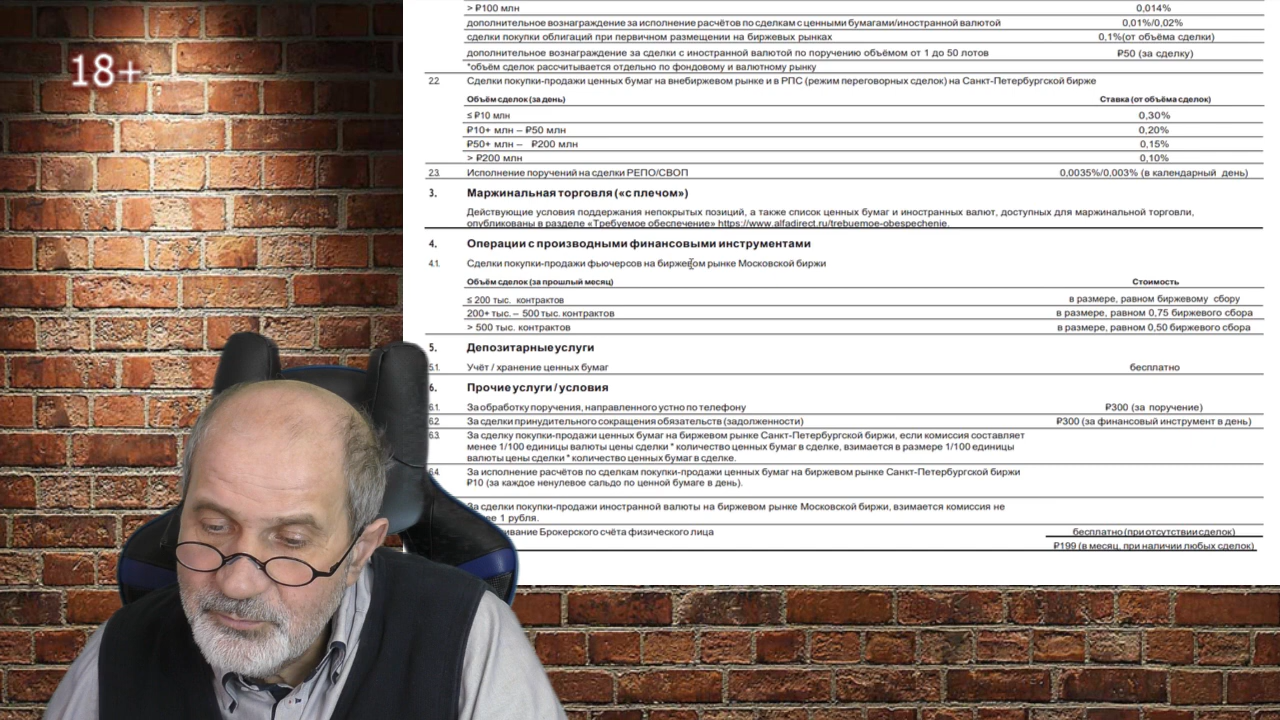 18+
> ₽100 млн 0,014%
дополнительное вознаграждение за исполнение расчётов по сделкам с ценными бумагами/иностранной валютой 0,01%/0,02%
сделки покупки облигаций при первичном размещении на биржевых рынках 0,1%(от объёма сделки)
дополнительное вознаграждение за сделки с иностранной валютой по поручению объёмом от 1 до 50 лотов ₽50 (за сделку)
*объём сделок рассчитывается отдельно по фондовому и валютному рынку
2.2. Сделки покупки-продажи ценных бумаг на внебиржевом рынке и в РПС (режим переговорных сделок) на Санкт-Петербургской бирже
Объём сделок (за день) Ставка (от объёма сделок)
≤ ₽10 млн 0,30%
₽10+ млн – ₽50 млн 0,20%
₽50+ млн – ₽200 млн 0,15%
> ₽200 млн 0,10%
2.3. Исполнение поручений на сделки РЕПО/СВОП 0,0035%/0,003% (в календарный день)
3. Маржинальная торговля («с плечом»)
Действующие условия поддержания непокрытых позиций, а также список ценных бумаг и иностранных валют, доступных для маржинальной торговли,
опубликованы в разделе «Требуемое обеспечение» https://www.alfadirect.ru/trebuemoe-obespechenie.
4. Операции с производными финансовыми инструментами
4.1. Сделки покупки-продажи фьючерсов на биржевом рынке Московской биржи
Объём сделок (за прошлый месяц) Стоимость
≤ 200 тыс. контрактов в размере, равном биржевому сбору
200+ тыс. – 500 тыс. контрактов в размере, равном 0,75 биржевого сбора
> 500 тыс. контрактов в размере, равном 0,50 биржевого сбора
5. Депозитарные услуги
5.1. Учёт / хранение ценных бумаг бесплатно
6. Прочие услуги / условия
6.1. За обработку поручения, направленного устно по телефону ₽300 (за поручение)
6.2. За сделки принудительного сокращения обязательств (задолженности) ₽300 (за финансовый инструмент в день)
6.3. За сделку покупки-продажи ценных бумаг на биржевом рынке Санкт-Петербургской биржи, если комиссия составляет
менее 1/100 единицы валюты цены сделки * количество ценных бумаг в сделке, взимается в размере 1/100 единицы
валюты цены сделки * количество ценных бумаг в сделке.
6.4. За исполнение расчётов по сделкам покупки-продажи ценных бумаг на биржевом рынке Санкт-Петербургской биржи
₽10 (за каждое ненулевое сальдо по ценной бумаге в день).
За сделки покупки-продажи иностранной валюты на биржевом рынке Московской биржи, взимается комиссия не
1 рубля.
Брокерского счёта физического лица бесплатно (при отсутствии сделок)
₽199 (в месяц, при наличии любых сделок)